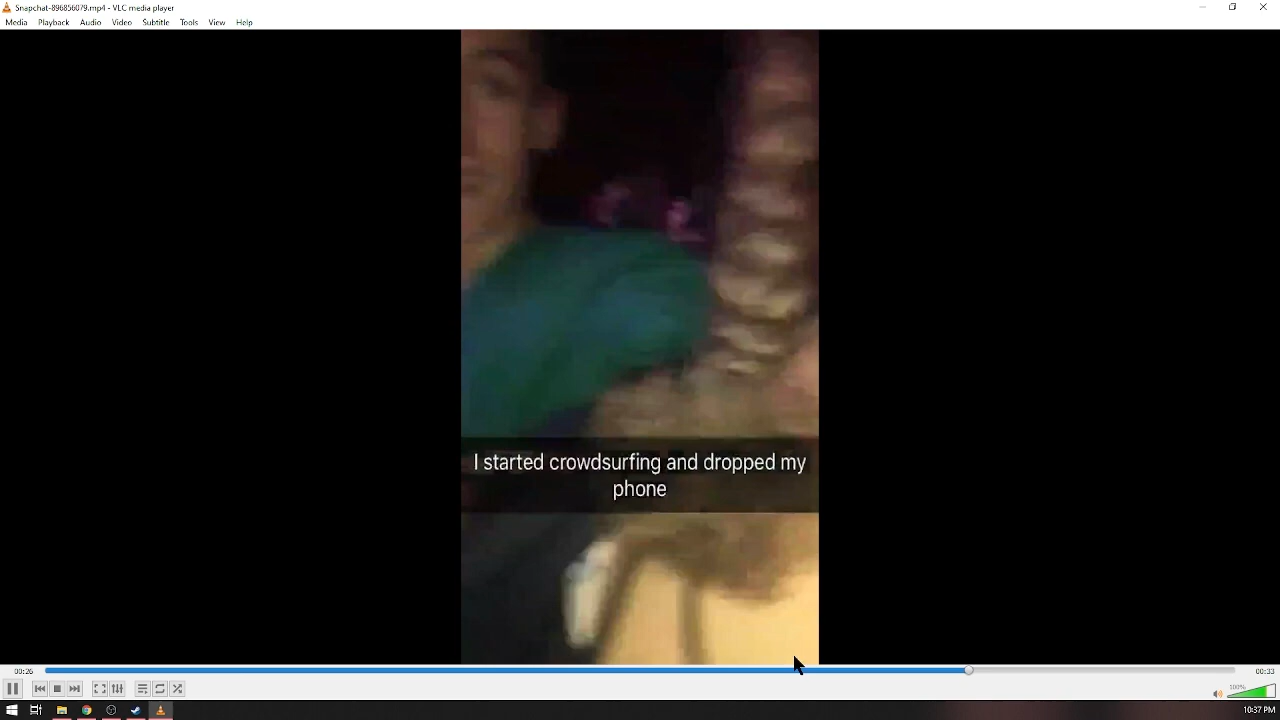 Snapchat-896856079.mp4 - VLC media player
Media Playback Audio Video Subtitle Tools View Help
I started crowdsurfing and dropped my
phone
00:26
00:33
100%
10:37 PM